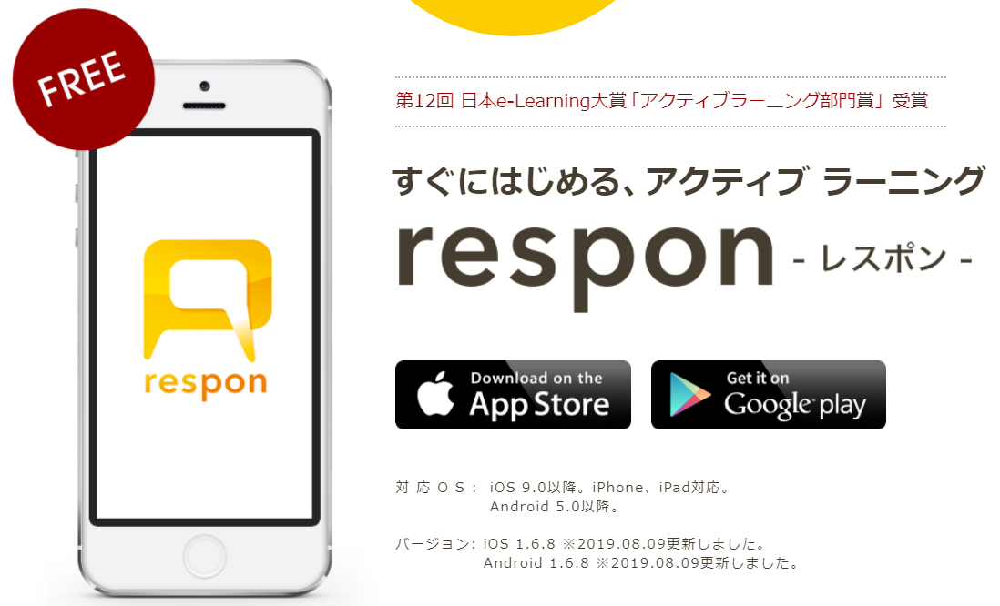 FREE
第12回 日本e-Learning大賞「アクティブラーニング部門賞」受賞
すぐにはじめる、アクティブ ラーニング
respon - レスポン -
respon
Download on the
App Store
Get it on
Google play
対応OS： iOS 9.0以降。iPhone、iPad対応。
Android 5.0以降。
バージョン: iOS 1.6.8 ※2019.08.09更新しました。
Android 1.6.8 ※2019.08.09更新しました。